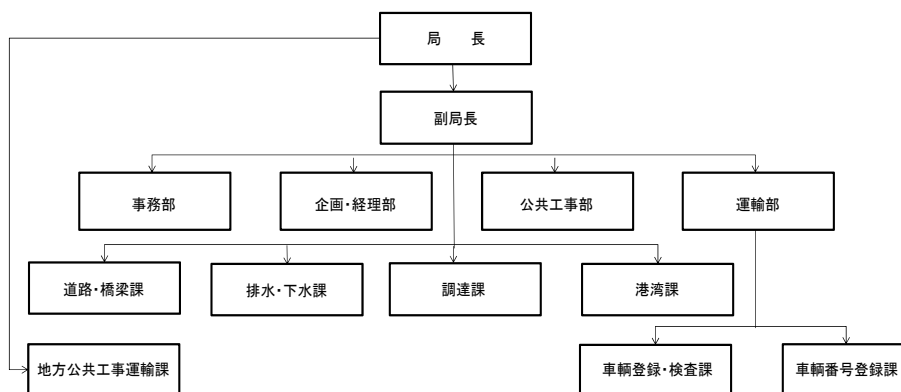 局　長
副局長
事務部
企画・経理部
公共工事部
運輸部
道路・橋梁課
排水・下水課
調達課
港湾課
地方公共工事運輸課
車輌登録・検査課
車輌番号登録課